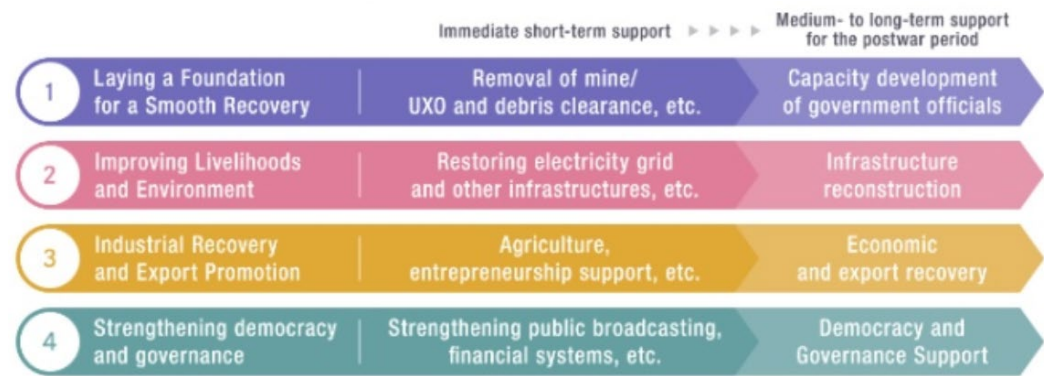 Immediate short-term support
Medium- to long-term support
for the postwar period
1
Laying a Foundation
for a Smooth Recovery
Removal of mine/
UXO and debris clearance, etc.
Capacity development
of government officials
2
Improving Livelihoods
and Environment
Restoring electricity grid
and other infrastructures, etc.
Infrastructure
reconstruction
3
Industrial Recovery
and Export Promotion
Agriculture,
entrepreneurship support, etc.
Economic
and export recovery
4
Strengthening democracy
and governance
Strengthening public broadcasting,
financial systems, etc.
Democracy and
Governance Support